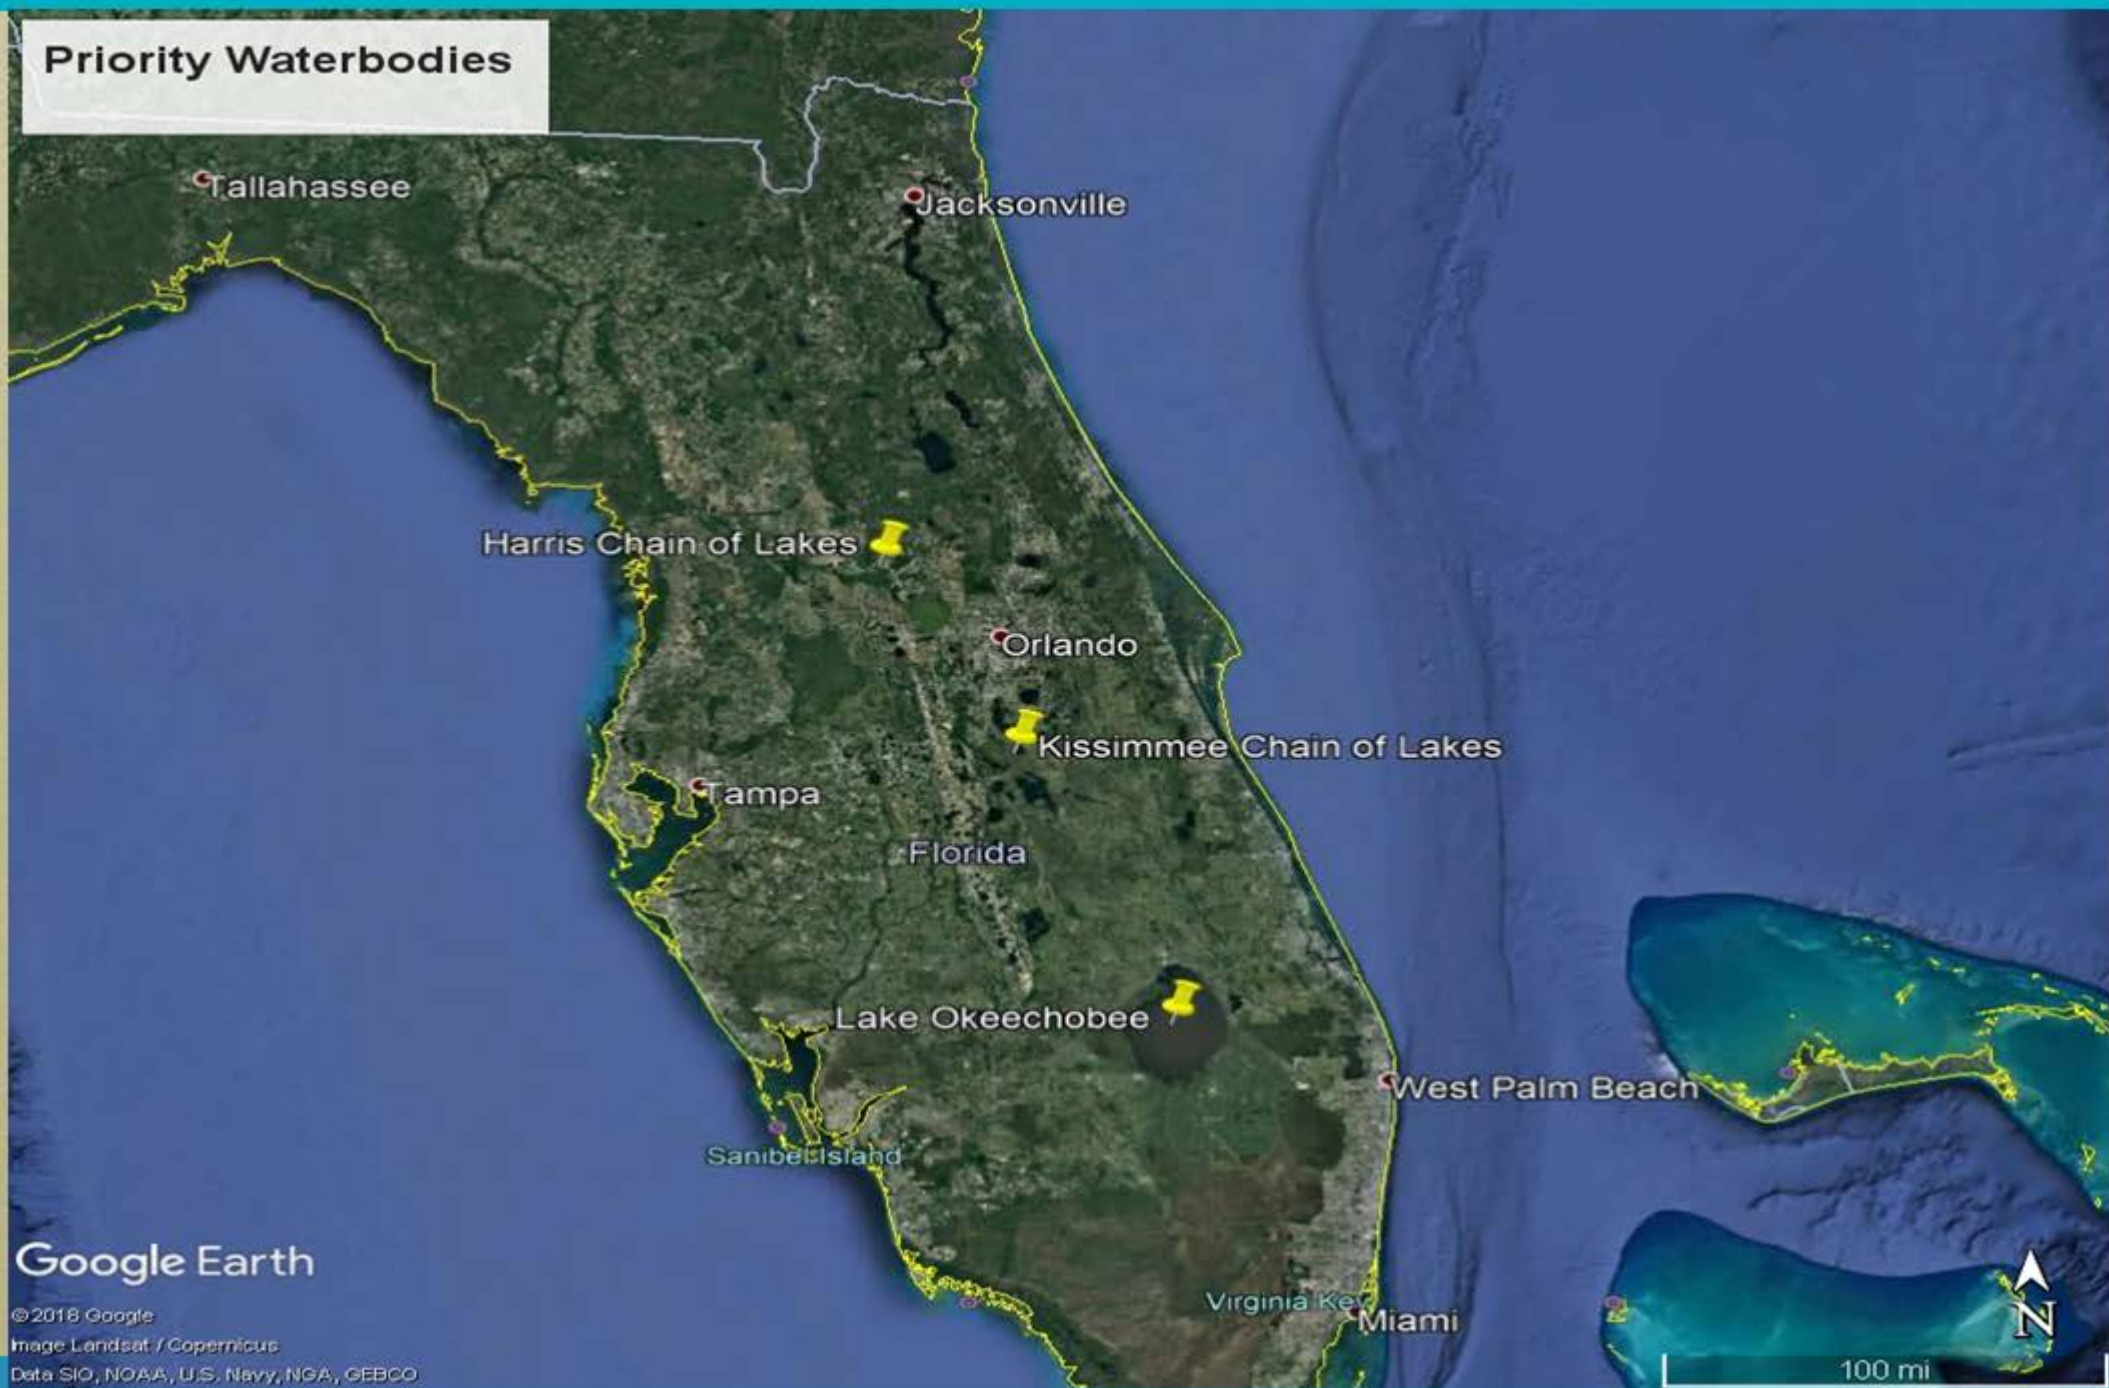 Priority Waterbodies
Tallahassee
Jacksonville
Harris Chain of Lakes
Orlando
Kissimmee Chain of Lakes
Tampa
Florida
Lake Okeechobee
West Palm Beach
Sanibel Island
Virginia Key
Miami
Google Earth
©2018 Google
Image Landsat / Copernicus
Data SIO, NOAA, U.S. Navy, NGA, GEBCO
N
100 mi